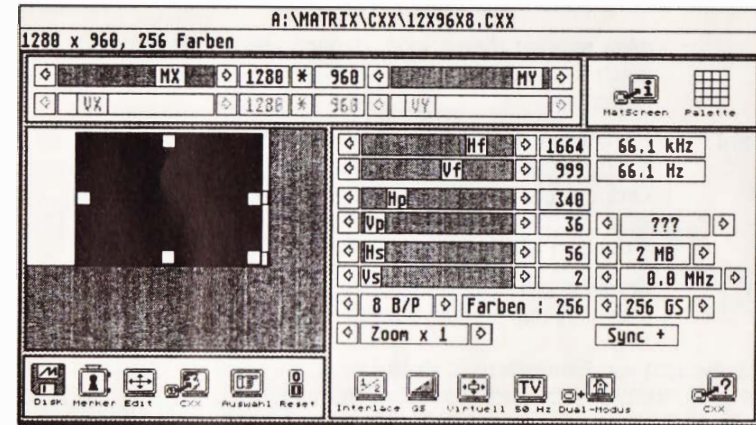 A:\MATRIX\CXX\12X96X8.CXX
1280 x 960, 256 Farben
MX 1280 * 960 MY
VX 1280 * 960 VY
MatScreen Palette
Hf 1664 66.1 kHz
Vf 999 66.1 Hz
Hp 340
Vp 36 ???
Hs 56 2 MB
Vs 2 0.0 MHz
8 B/P Farben : 256 256 GS
Zoom x 1 Sync +
Disk Merker Edit CXX Auswahl Reset
Interlace GS Virtuell 50 Hz Dual-Modus CXX